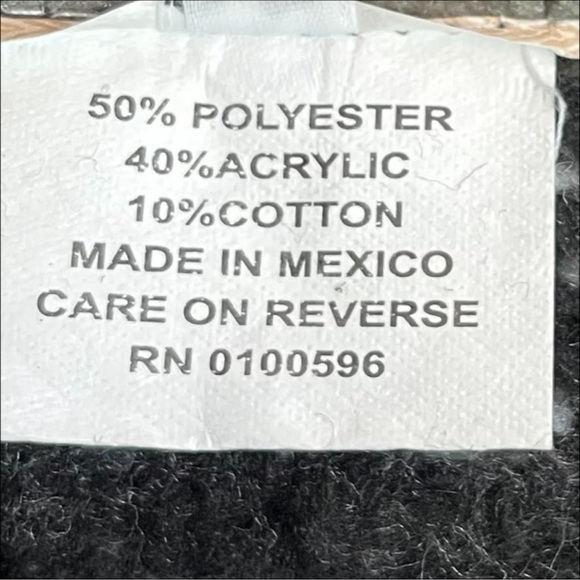 50% POLYESTER
40%ACRYLIC
10%COTTON
MADE IN MEXICO
CARE ON REVERSE
RN 0100596